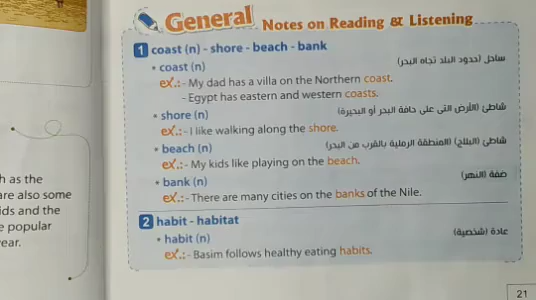 General Notes on Reading & Listening
1 coast (n) - shore - beach - bank
* coast (n) ساحل (حدود البلد تجاه البحر)
ex.:- My dad has a villa on the Northern coast.
- Egypt has eastern and western coasts.
* shore (n) شاطئ (الأرض التى على حافة البحر أو البحيرة)
ex.:- I like walking along the shore.
* beach (n) شاطئ (البلاج) (المنطقة الرملية بالقرب من البحر)
ex.:- My kids like playing on the beach.
* bank (n) ضفة (النهر)
ex.:- There are many cities on the banks of the Nile.
2 habit - habitat
* habit (n) عادة (شخصية)
ex.:- Basim follows healthy eating habits.
h as the
are also some
ids and the
e popular
ear.
21